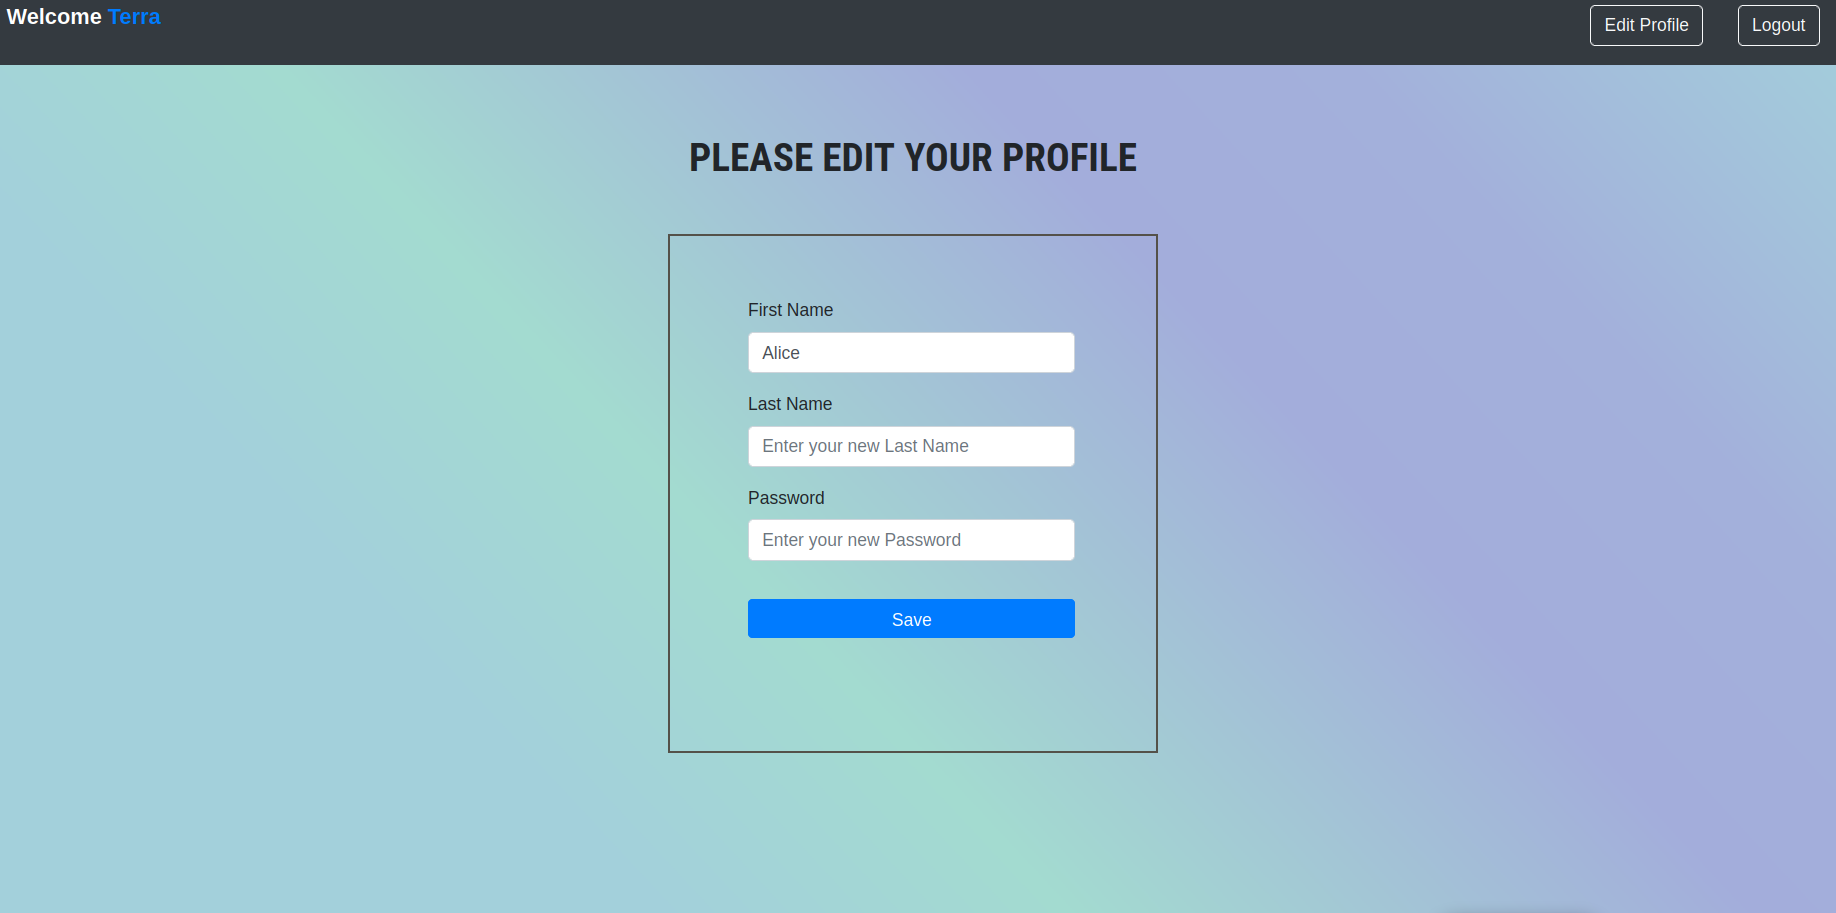 Welcome Terra
Edit Profile
Logout
PLEASE EDIT YOUR PROFILE
First Name
Alice
Last Name
Enter your new Last Name
Password
Enter your new Password
Save